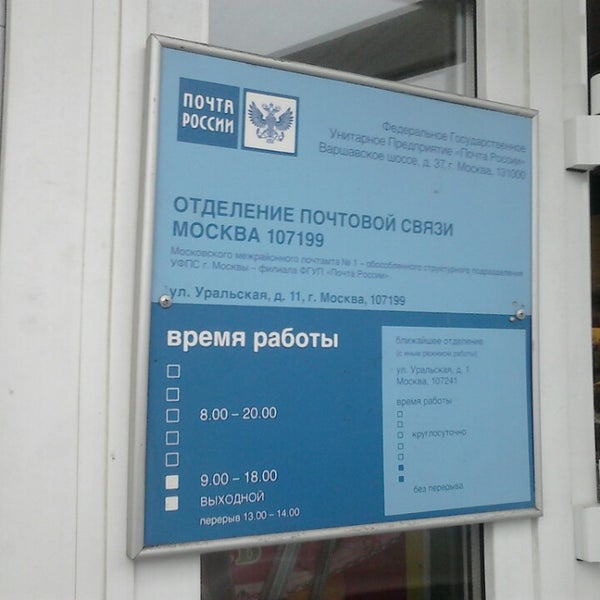 ПОЧТА
РОССИИ
Федеральное Государственное
Унитарное Предприятие «Почта России»
Варшавское шоссе, д. 37, г. Москва, 131000
ОТДЕЛЕНИЕ ПОЧТОВОЙ СВЯЗИ
МОСКВА 107199
Московского межрайонного почтамта № 1 – обособленного структурного подразделения
УФПС г. Москвы – филиала ФГУП «Почта России»
ул. Уральская, д. 11, г. Москва, 107199
время работы
8.00 – 20.00
9.00 – 18.00
ВЫХОДНОЙ
перерыв 13.00 – 14.00
ближайшее отделение
(с иным режимом работы)
ул. Уральская, д. 1
Москва, 107241
время работы
круглосуточно
без перерыва